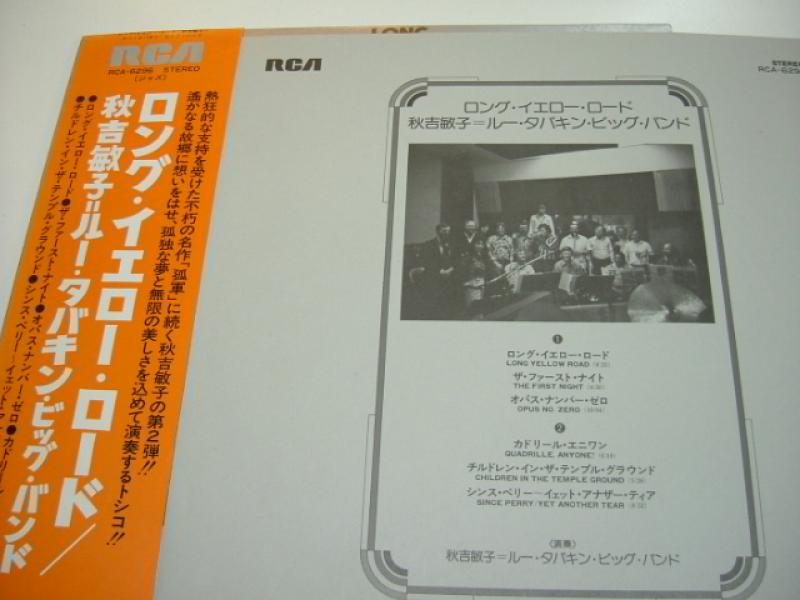 LONG
RCA
RCA-6296 STEREO
(ジャズ)
熱狂的な支持を受けた不朽の名作「孤軍」に続く秋吉敏子の第2弾!!
遙かなる故郷に想いをはせ、孤独な夢と無限の美しさを込めて演奏するトシコ!!
ロング・イエロー・ロード/
秋吉敏子=ルー・タバキン・ビッグ・バンド
●ロング・イエロー・ロード●ザ・ファースト・ナイト●オパス・ナンバー・ゼロ●カドリール
●チルドレン・イン・ザ・テンプル・グラウンド●シンス・ペリー〜イェット・ア
RCA
STEREO
RCA-629
ロング・イエロー・ロード
秋吉敏子=ルー・タバキン・ビッグ・バンド
❶
ロング・イエロー・ロード
LONG YELLOW ROAD
ザ・ファースト・ナイト
THE FIRST NIGHT
オパス・ナンバー・ゼロ
OPUS NO. ZERO
❷
カドリール・エニワン
QUADRILLE, ANYONE?
チルドレン・イン・ザ・テンプル・グラウンド
CHILDREN IN THE TEMPLE GROUND
シンス・ペリー〜イェット・アナザー・ティア
SINCE PERRY/YET ANOTHER TEAR
〈演奏〉
秋吉敏子=ルー・タバキン・ビッグ・バンド